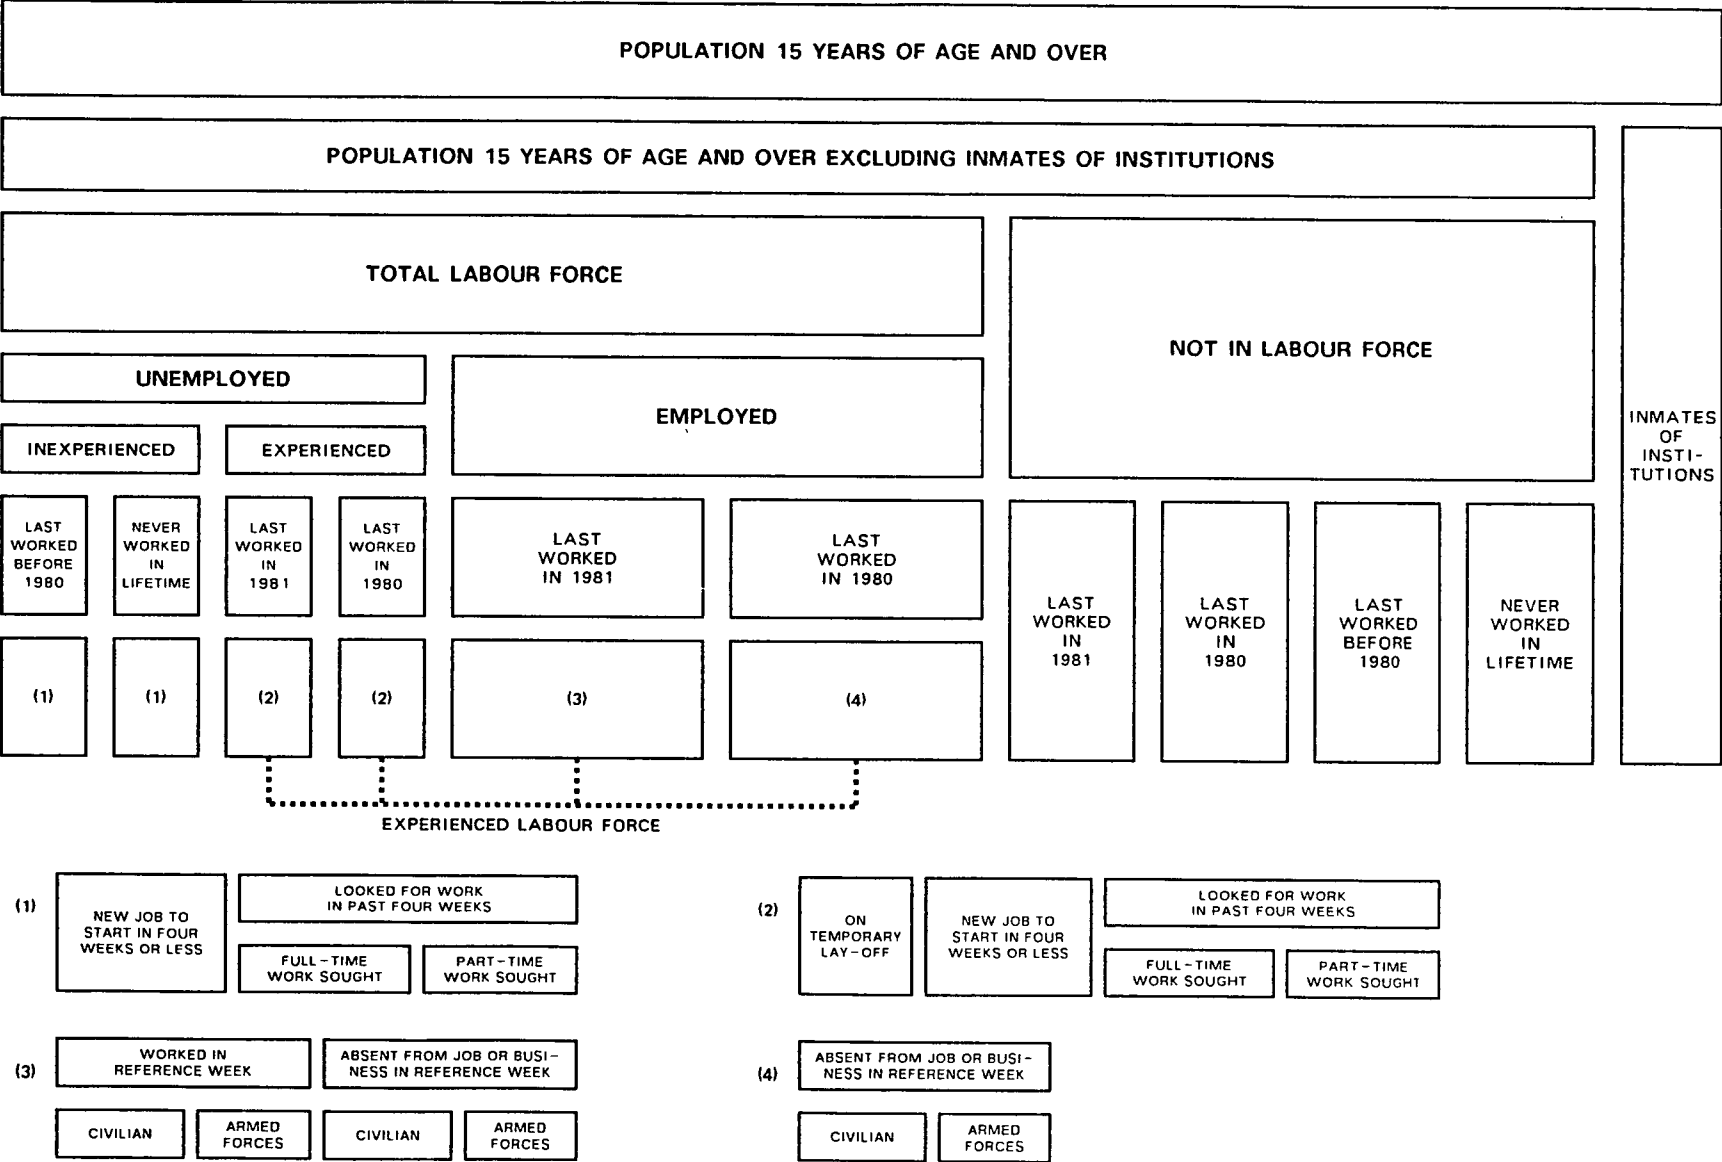 POPULATION 15 YEARS OF AGE AND OVER
POPULATION 15 YEARS OF AGE AND OVER EXCLUDING INMATES OF INSTITUTIONS
TOTAL LABOUR FORCE
NOT IN LABOUR FORCE
INMATES
OF
INSTI-
TUTIONS
UNEMPLOYED
EMPLOYED
INEXPERIENCED
EXPERIENCED
LAST
WORKED
BEFORE
1980
NEVER
WORKED
IN
LIFETIME
LAST
WORKED
IN
1981
LAST
WORKED
IN
1980
LAST
WORKED
IN 1981
LAST
WORKED
IN 1980
LAST
WORKED
IN
1981
LAST
WORKED
IN
1980
LAST
WORKED
BEFORE
1980
NEVER
WORKED
IN
LIFETIME
(1)
(1)
(2)
(2)
(3)
(4)
EXPERIENCED LABOUR FORCE
(1)
NEW JOB TO
START IN FOUR
WEEKS OR LESS
LOOKED FOR WORK
IN PAST FOUR WEEKS
FULL-TIME
WORK SOUGHT
PART-TIME
WORK SOUGHT
(2)
ON
TEMPORARY
LAY-OFF
NEW JOB TO
START IN FOUR
WEEKS OR LESS
LOOKED FOR WORK
IN PAST FOUR WEEKS
FULL-TIME
WORK SOUGHT
PART-TIME
WORK SOUGHT
(3)
WORKED IN
REFERENCE WEEK
ABSENT FROM JOB OR BUSI-
NESS IN REFERENCE WEEK
CIVILIAN
ARMED
FORCES
CIVILIAN
ARMED
FORCES
(4)
ABSENT FROM JOB OR BUSI-
NESS IN REFERENCE WEEK
CIVILIAN
ARMED
FORCES